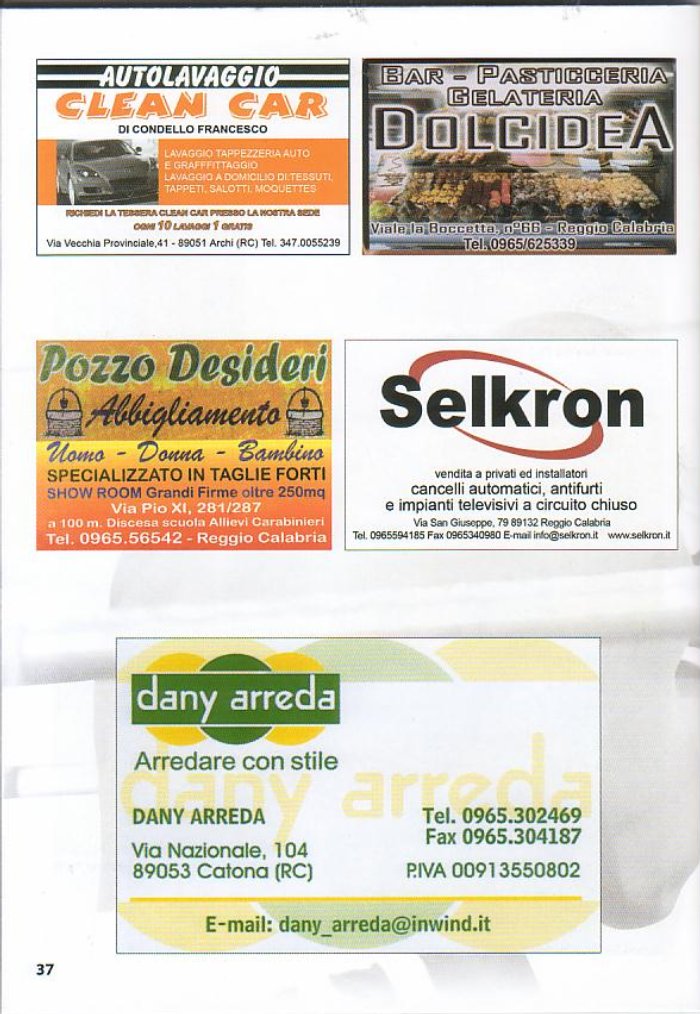 AUTOLAVAGGIO
CLEAN CAR
DI CONDELLO FRANCESCO
LAVAGGIO TAPPEZZERIA AUTO
E GRAFFFITTAGGIO
LAVAGGIO A DOMICILIO DI:TESSUTI,
TAPPETI, SALOTTI, MOQUETTES
RICHIEDI LA TESSERA CLEAN CAR PRESSO LA NOSTRA SEDE
OGNI 10 LAVAGGI 1 GRATIS
Via Vecchia Provinciale,41 - 89051 Archi (RC) Tel. 347.0055239
BAR - PASTICCERIA
GELATERIA
DOLCIDEA
Viale la Boccetta, n°66 - Reggio Calabria
Tel. 0965/625339
Pozzo Desideri
Abbigliamento
Uomo - Donna - Bambino
SPECIALIZZATO IN TAGLIE FORTI
SHOW ROOM Grandi Firme oltre 250mq
Via Pio XI, 281/287
a 100 m. Discesa scuola Allievi Carabinieri
Tel. 0965.56542 - Reggio Calabria
Selkron
vendita a privati ed installatori
cancelli automatici, antifurti
e impianti televisivi a circuito chiuso
Via San Giuseppe, 79 89132 Reggio Calabria
Tel. 0965594185 Fax 0965340980 E-mail info@selkron.it www.selkron.it
dany arreda
Arredare con stile
dany arreda
DANY ARREDA
Tel. 0965.302469
Fax 0965.304187
Via Nazionale, 104
89053 Catona (RC)
P.IVA 00913550802
E-mail: dany_arreda@inwind.it
37